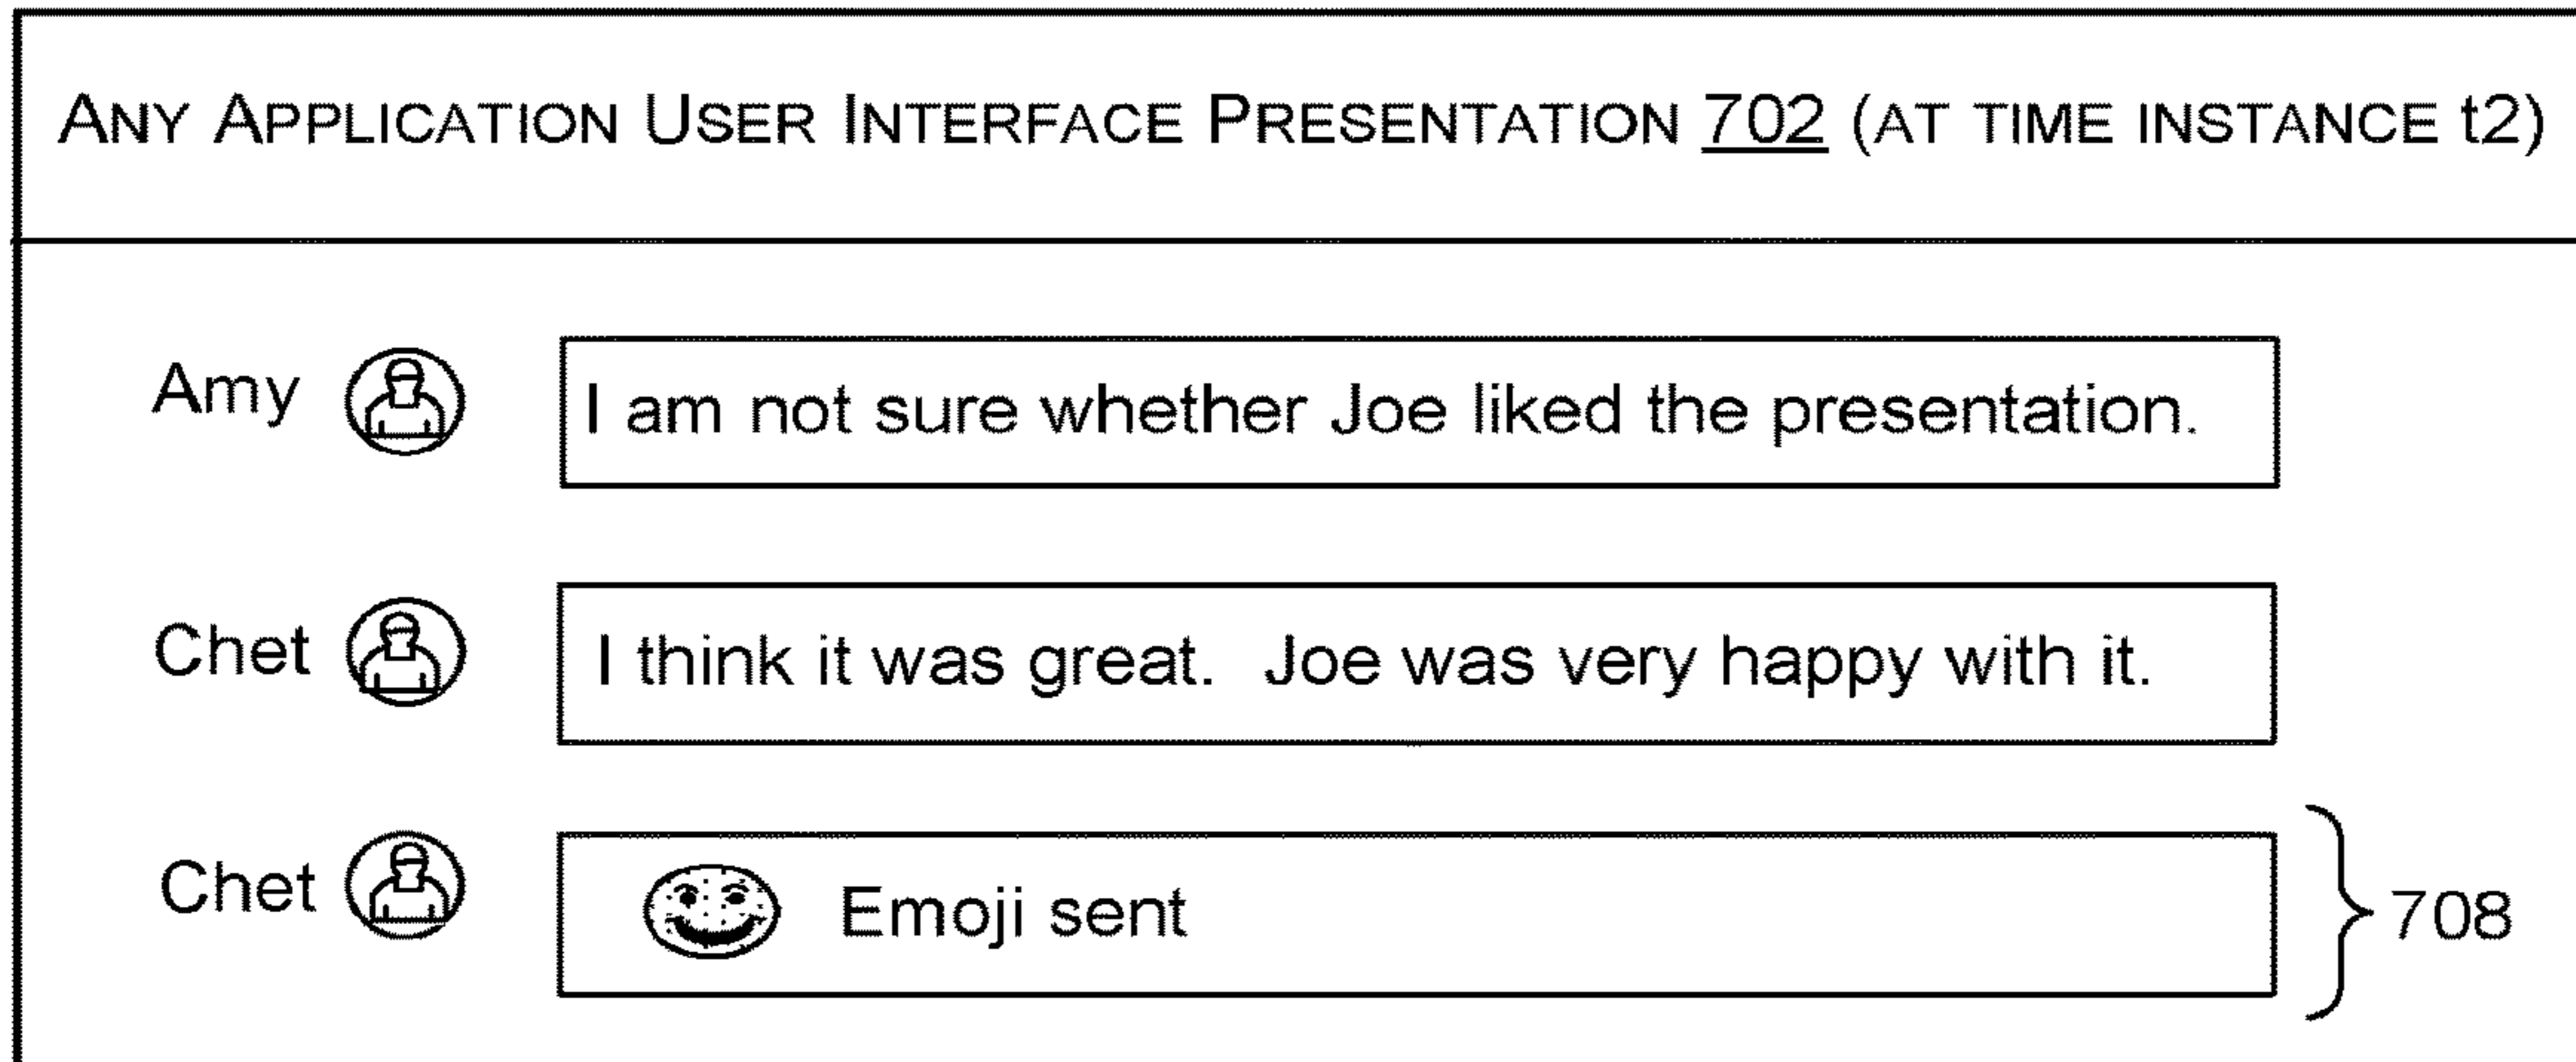 ANY APPLICATION USER INTERFACE PRESENTATION 702 (AT TIME INSTANCE t2)
Amy I am not sure whether Joe liked the presentation.
Chet I think it was great. Joe was very happy with it.
Chet Emoji sent 708